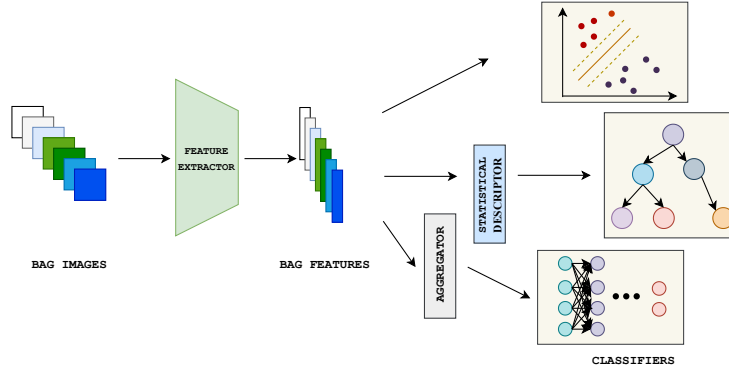 FEATURE
EXTRACTOR
STATISTICAL
DESCRIPTOR
AGGREGATOR
BAG IMAGES
BAG FEATURES
CLASSIFIERS